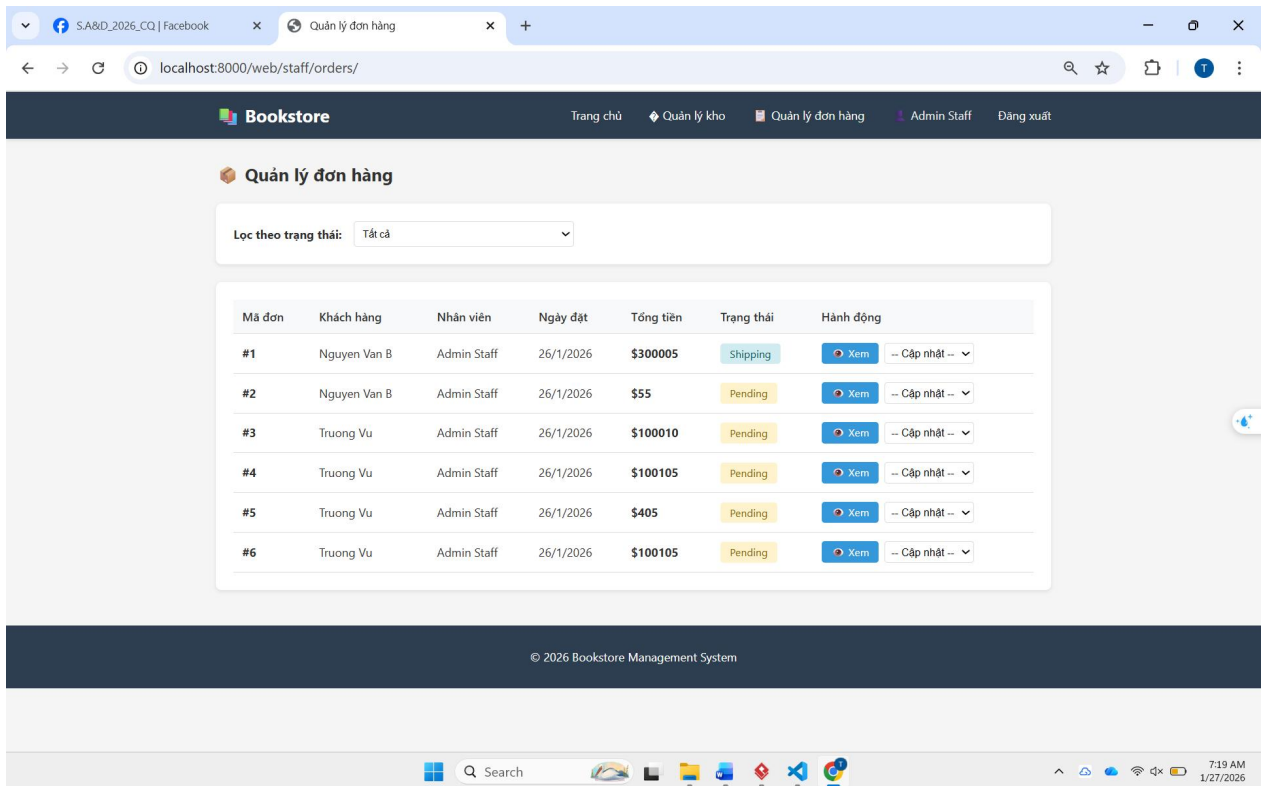 S.A&D_2026_CQ | Facebook
Quản lý đơn hàng
localhost:8000/web/staff/orders/
T
Bookstore
Trang chủ
� Quản lý kho
Quản lý đơn hàng
Admin Staff
Đăng xuất
Quản lý đơn hàng
Lọc theo trạng thái: Tất cả
Mã đơn Khách hàng Nhân viên Ngày đặt Tổng tiền Trạng thái Hành động
#1 Nguyen Van B Admin Staff 26/1/2026 $300005 Shipping Xem -- Cập nhật --
#2 Nguyen Van B Admin Staff 26/1/2026 $55 Pending Xem -- Cập nhật --
#3 Truong Vu Admin Staff 26/1/2026 $100010 Pending Xem -- Cập nhật --
#4 Truong Vu Admin Staff 26/1/2026 $100105 Pending Xem -- Cập nhật --
#5 Truong Vu Admin Staff 26/1/2026 $405 Pending Xem -- Cập nhật --
#6 Truong Vu Admin Staff 26/1/2026 $100105 Pending Xem -- Cập nhật --
© 2026 Bookstore Management System
Search
7:19 AM
1/27/2026